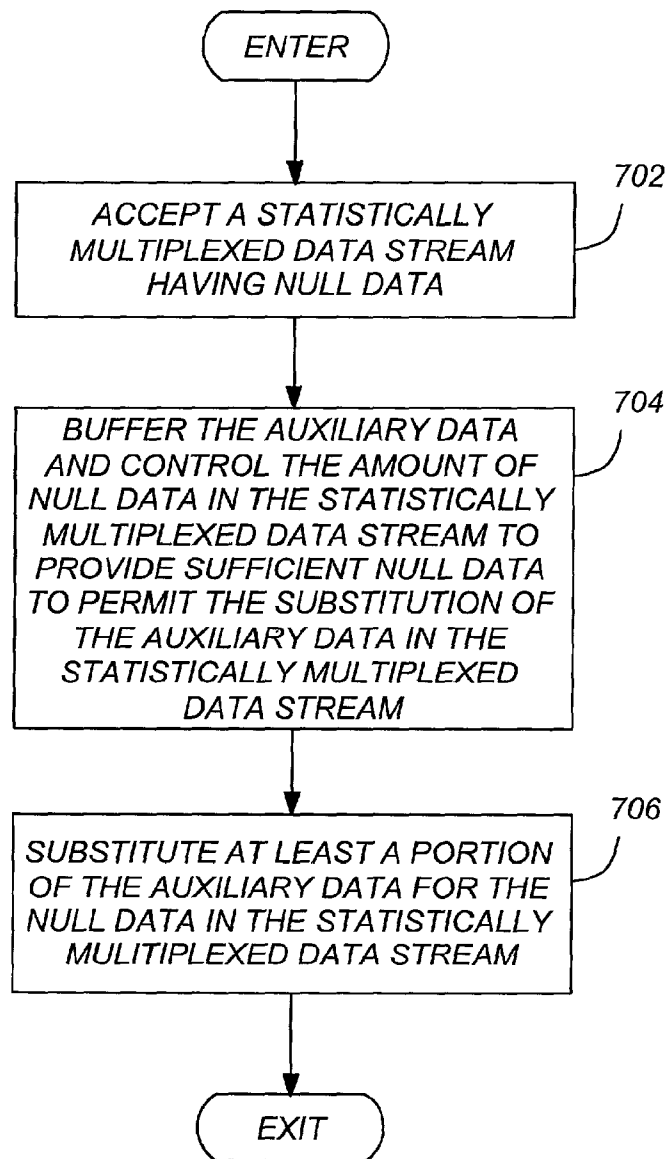 ENTER
702
ACCEPT A STATISTICALLY
MULTIPLEXED DATA STREAM
HAVING NULL DATA
704
BUFFER THE AUXILIARY DATA
AND CONTROL THE AMOUNT OF
NULL DATA IN THE STATISTICALLY
MULTIPLEXED DATA STREAM TO
PROVIDE SUFFICIENT NULL DATA
TO PERMIT THE SUBSTITUTION OF
THE AUXILIARY DATA IN THE
STATISTICALLY MULTIPLEXED
DATA STREAM
706
SUBSTITUTE AT LEAST A PORTION
OF THE AUXILIARY DATA FOR THE
NULL DATA IN THE STATISTICALLY
MULITIPLEXED DATA STREAM
EXIT